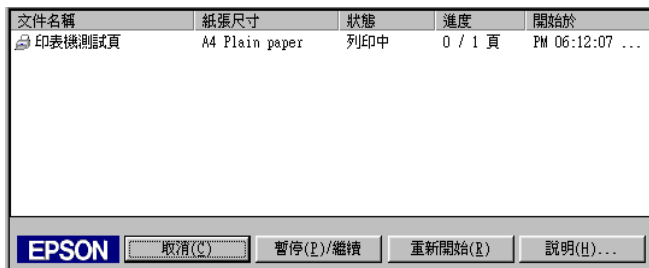 文件名稱 紙張尺寸 狀態 進度 開始於
印表機測試頁 A4 Plain paper 列印中 0 / 1 頁 PM 06:12:07 ...
EPSON 取消(C) 暫停(P)/繼續 重新開始(R) 說明(H)...